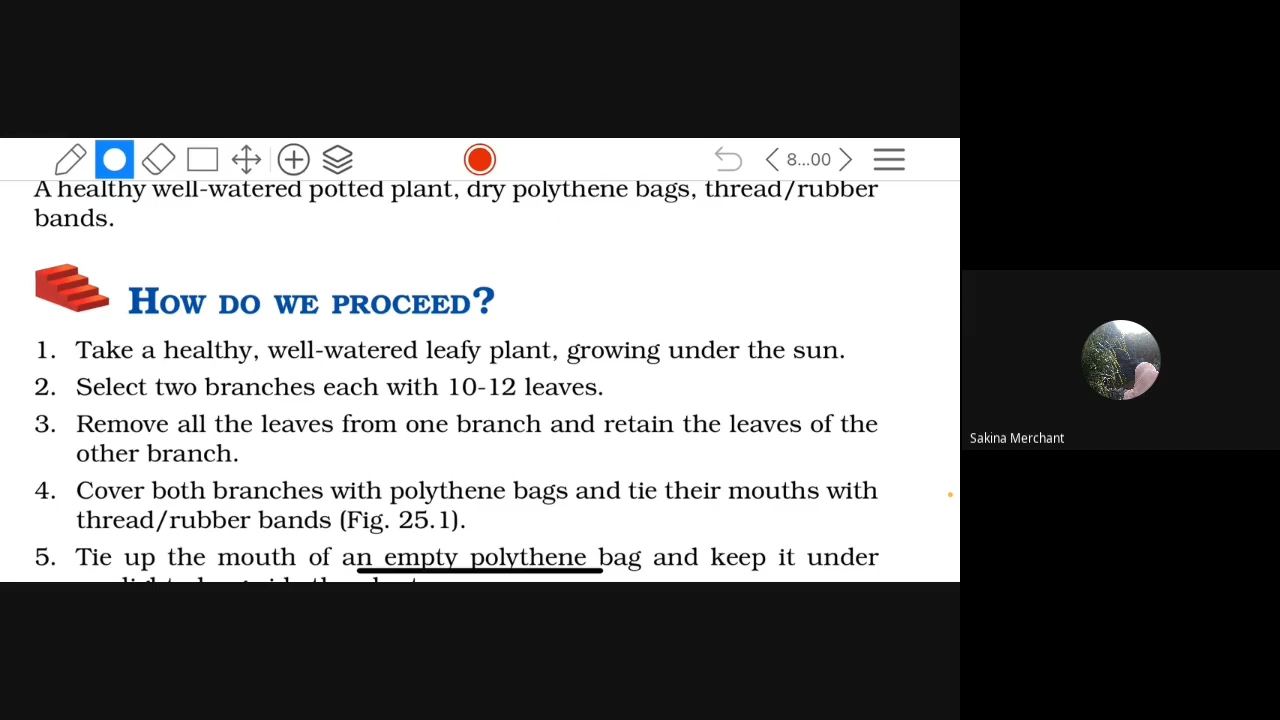 8...00
A healthy well-watered potted plant, dry polythene bags, thread/rubber
bands.
HOW DO WE PROCEED?
1. Take a healthy, well-watered leafy plant, growing under the sun.
2. Select two branches each with 10-12 leaves.
3. Remove all the leaves from one branch and retain the leaves of the
other branch.
4. Cover both branches with polythene bags and tie their mouths with
thread/rubber bands (Fig. 25.1).
5. Tie up the mouth of an empty polythene bag and keep it under
Sakina Merchant